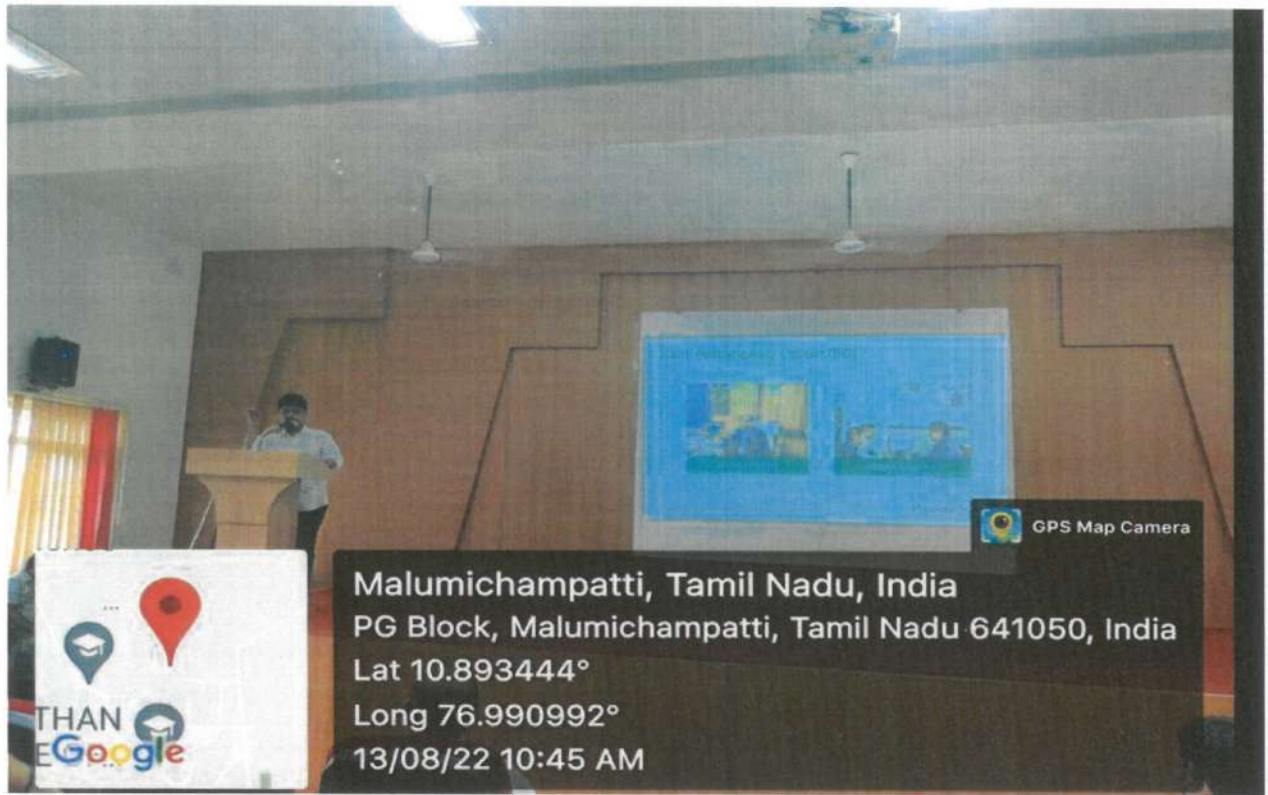 GPS Map Camera
Malumichampatti, Tamil Nadu, India
PG Block, Malumichampatti, Tamil Nadu 641050, India
Lat 10.893444°
Long 76.990992°
13/08/22 10:45 AM
THAN
E Google